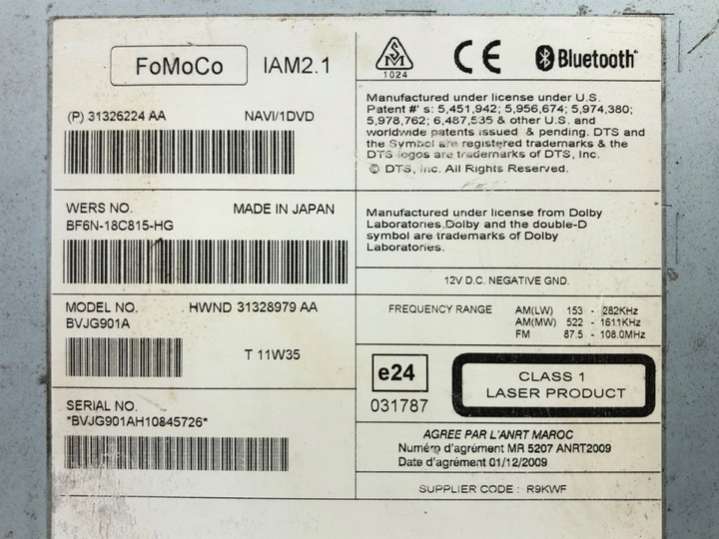 FoMoCo IAM2.1
(P) 31326224 AA NAVI/1DVD
WERS NO. MADE IN JAPAN
BF6N-18C815-HG
MODEL NO. HWND 31328979 AA
BVJG901A
T 11W35
SERIAL NO.
*BVJG901AH10845726*
SM
1024
CE
Bluetooth®
Manufactured under license under U.S.
Patent #'s: 5,451,942; 5,956,674; 5,974,380;
5,978,762; 6,487,535 & other U.S. and
worldwide patents issued & pending. DTS and
the Symbol are registered trademarks & the
DTS logos are trademarks of DTS, Inc.
© DTS, Inc. All Rights Reserved.
Manufactured under license from Dolby
Laboratories.Dolby and the double-D
symbol are trademarks of Dolby
Laboratories.
12V D.C. NEGATIVE GND.
FREQUENCY RANGE AM(LW) 153 - 282KHz
AM(MW) 522 - 1611KHz
FM 87.5 - 108.0MHz
e24
031787
CLASS 1
LASER PRODUCT
AGREE PAR L'ANRT MAROC
Numéro d'agrément MR 5207 ANRT2009
Date d'agrément 01/12/2009
SUPPLIER CODE : R9KWF